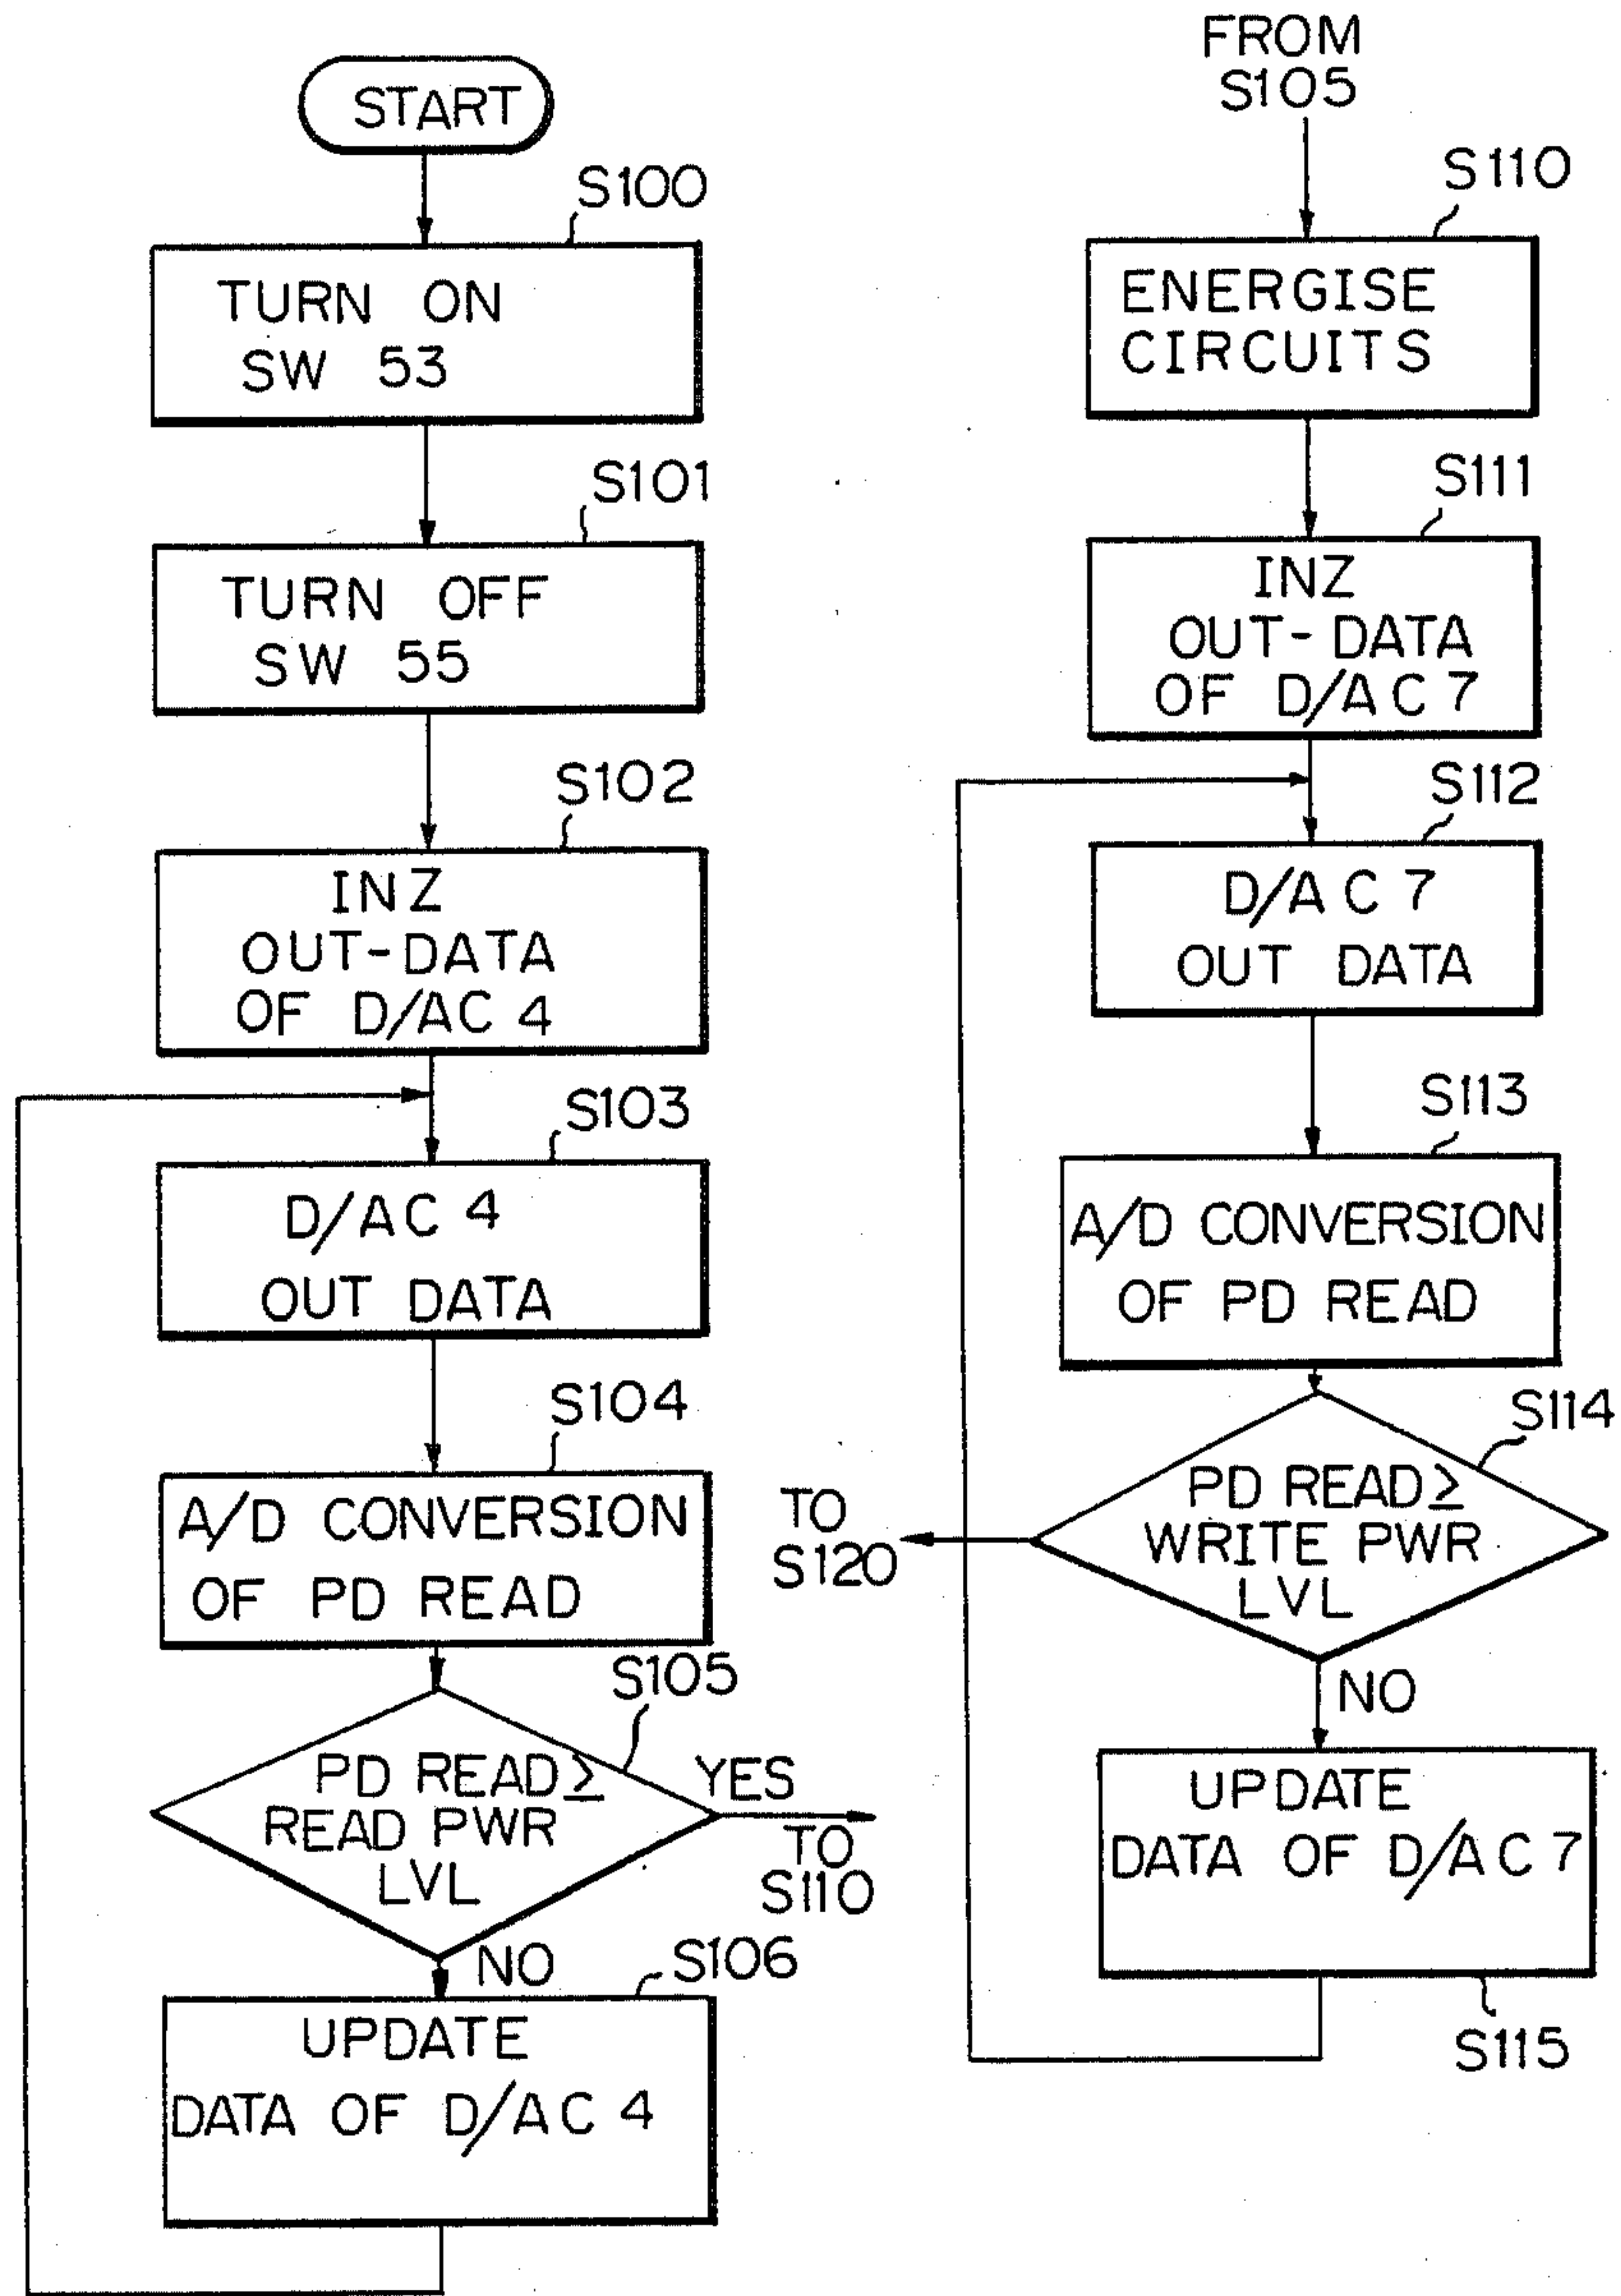 START
S100
TURN ON
SW 53
S101
TURN OFF
SW 55
S102
INZ
OUT-DATA
OF D/AC 4
S103
D/AC 4
OUT DATA
S104
A/D CONVERSION
OF PD READ
S105
PD READ ≥
READ PWR
LVL
YES
TO
S110
NO
S106
UPDATE
DATA OF D/AC 4
FROM
S105
S110
ENERGISE
CIRCUITS
S111
INZ
OUT-DATA
OF D/AC 7
S112
D/AC 7
OUT DATA
S113
A/D CONVERSION
OF PD READ
S114
PD READ ≥
WRITE PWR
LVL
TO
S120
NO
UPDATE
DATA OF D/AC 7
S115